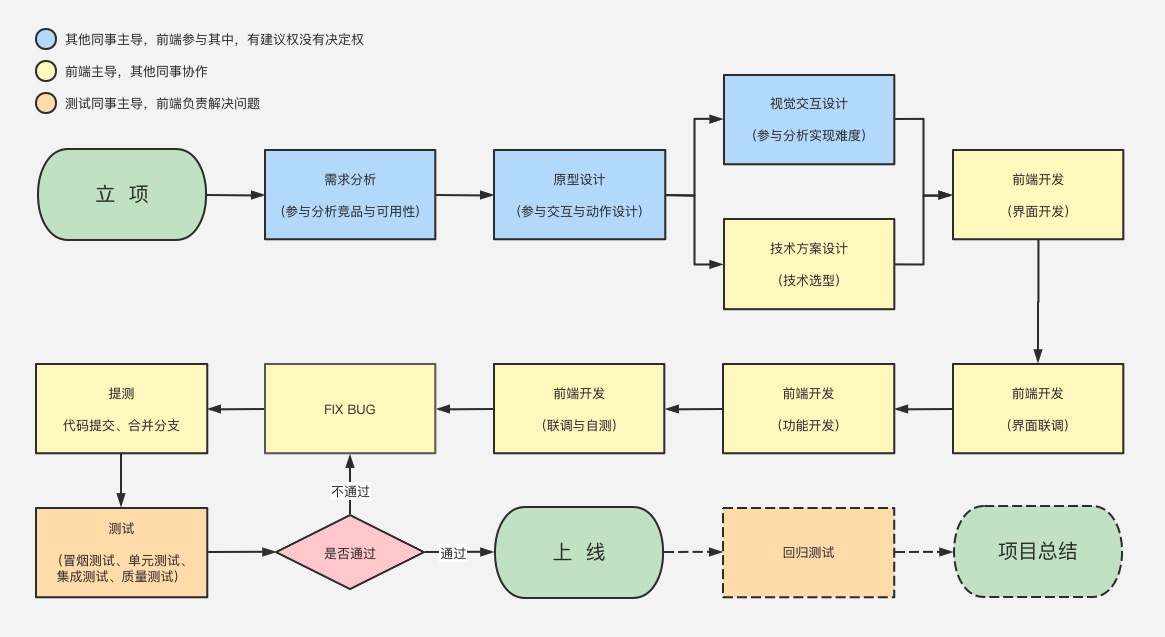 其他同事主导，前端参与其中，有建议权没有决定权
前端主导，其他同事协作
测试同事主导，前端负责解决问题
立 项
需求分析
(参与分析竞品与可用性)
原型设计
(参与交互与动作设计)
视觉交互设计
(参与分析实现难度)
技术方案设计
(技术选型)
前端开发
(界面开发)
前端开发
(界面联调)
前端开发
(功能开发)
前端开发
(联调与自测)
FIX BUG
提测
代码提交、合并分支
测试
(冒烟测试、单元测试、
集成测试、质量测试)
是否通过
不通过
通过
上 线
回归测试
项目总结